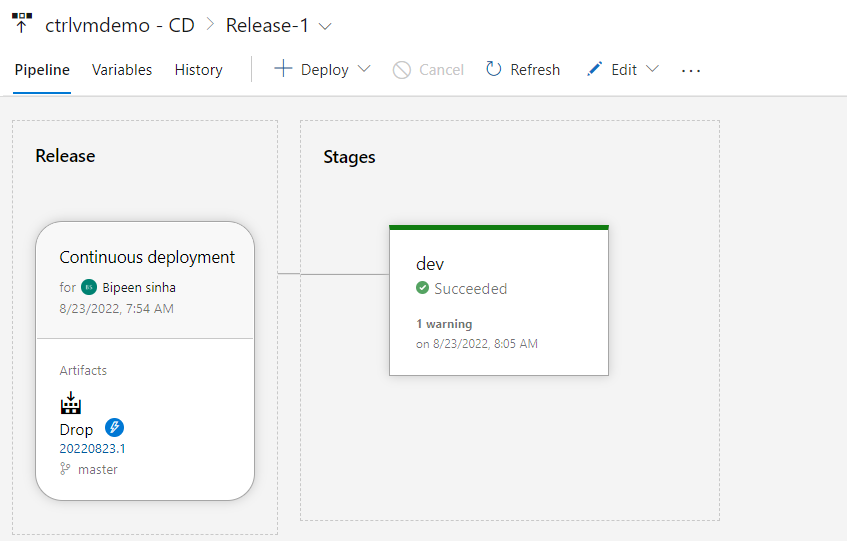 ctrlvmdemo - CD > Release-1
Pipeline Variables History Deploy Cancel Refresh Edit ...
Release
Continuous deployment
for BS Bipeen sinha
8/23/2022, 7:54 AM
Artifacts
Drop
20220823.1
master
Stages
dev
Succeeded
1 warning
on 8/23/2022, 8:05 AM